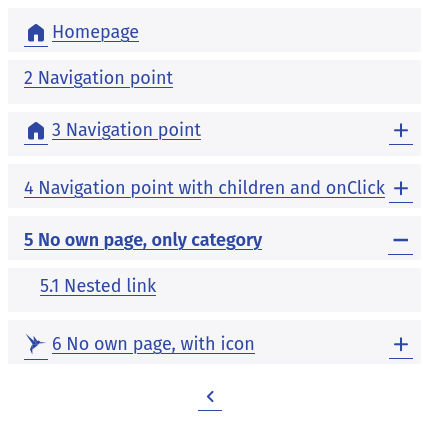 Homepage
2 Navigation point
3 Navigation point
4 Navigation point with children and onClick
5 No own page, only category
5.1 Nested link
6 No own page, with icon